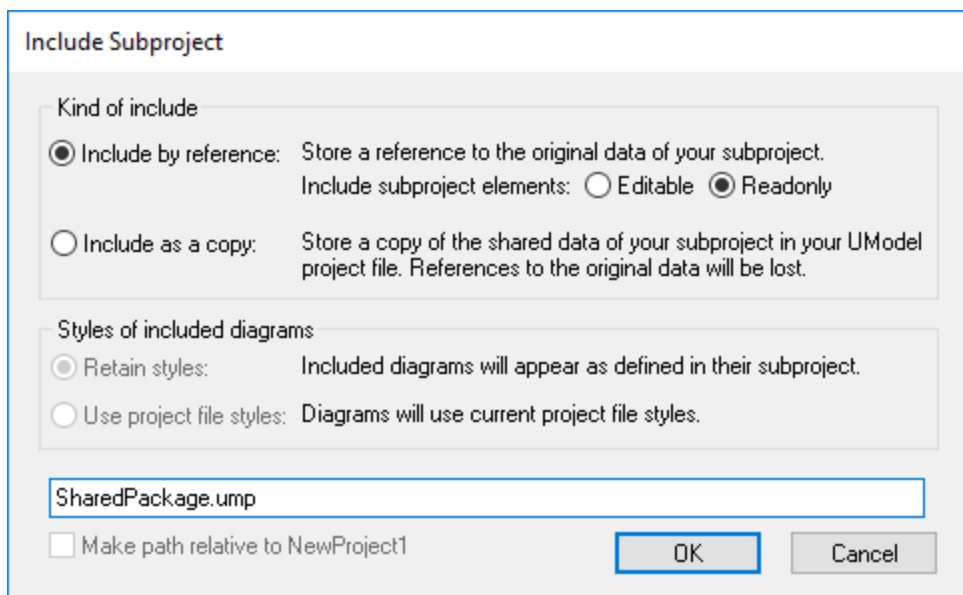 Include Subproject
Kind of include
Include by reference: Store a reference to the original data of your subproject.
Include subproject elements: Editable Readonly
Include as a copy: Store a copy of the shared data of your subproject in your UModel
project file. References to the original data will be lost.
Styles of included diagrams
Retain styles: Included diagrams will appear as defined in their subproject.
Use project file styles: Diagrams will use current project file styles.
SharedPackage.ump
Make path relative to NewProject1
OK Cancel